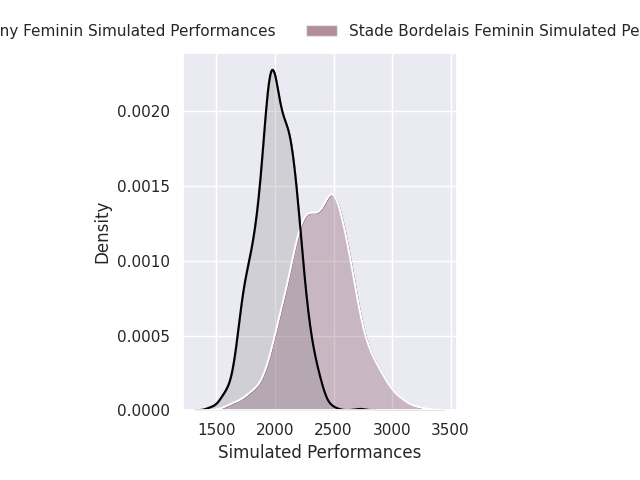 ny Feminin Simulated Performances
Stade Bordelais Feminin Simulated Pe
0.0020
0.0015
0.0010
0.0005
0.0000
Density
1500 2000 2500 3000 3500
Simulated Performances